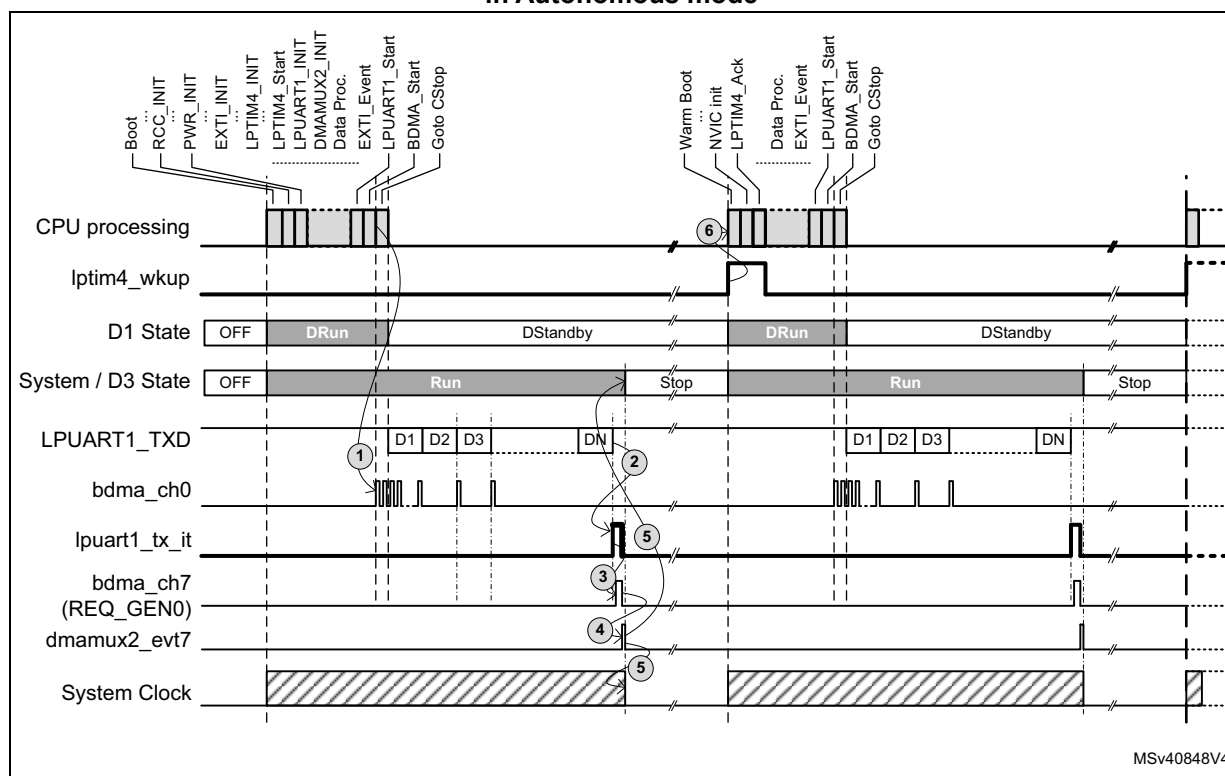 in Autonomous mode
Boot
...
RCC_INIT
...
PWR_INIT
...
EXTI_INIT
...
LPTIM4_INIT
...
LPTIM4_Start
LPUART1_INIT
DMAMUX2_INIT
Data Proc.
EXTI_Event
LPUART1_Start
BDMA_Start
Goto CStop
Warm Boot
...
NVIC init
LPTIM4_Ack
Data Proc.
EXTI_Event
LPUART1_Start
BDMA_Start
Goto CStop
CPU processing
6
lptim4_wkup
D1 State OFF DRun DStandby DRun DStandby
System / D3 State OFF Run Stop Run Stop
LPUART1_TXD D1 D2 D3 DN D1 D2 D3 DN
1
2
bdma_ch0
lpuart1_tx_it
5
bdma_ch7
(REQ_GEN0)
3
dmamux2_evt7
4
5
System Clock
MSv40848V4